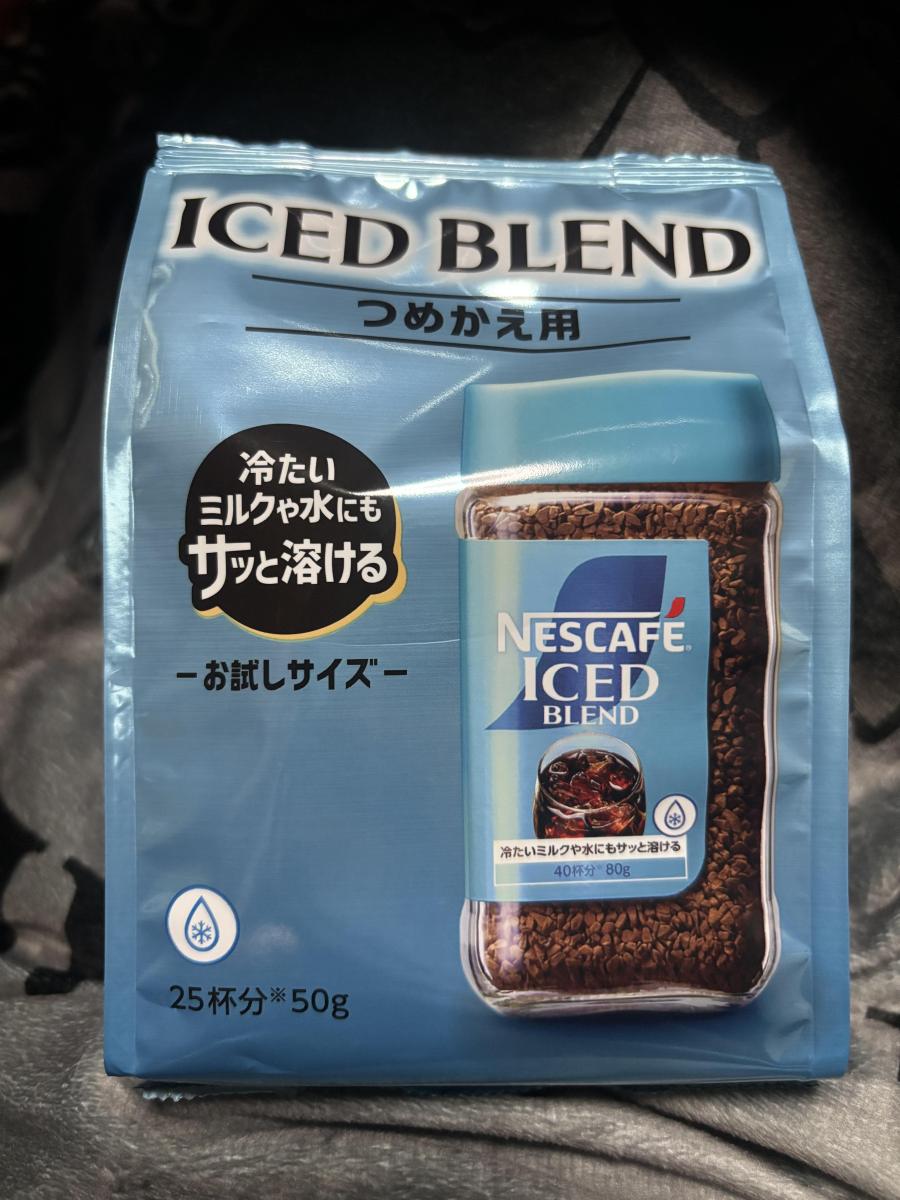 ICED BLEND
つめかえ用
冷たい
ミルクや水にも
サッと溶ける
–お試しサイズ–
NESCAFÉ®
ICED
BLEND
冷たいミルクや水にもサッと溶ける
40杯分※ 80g
25杯分※50g